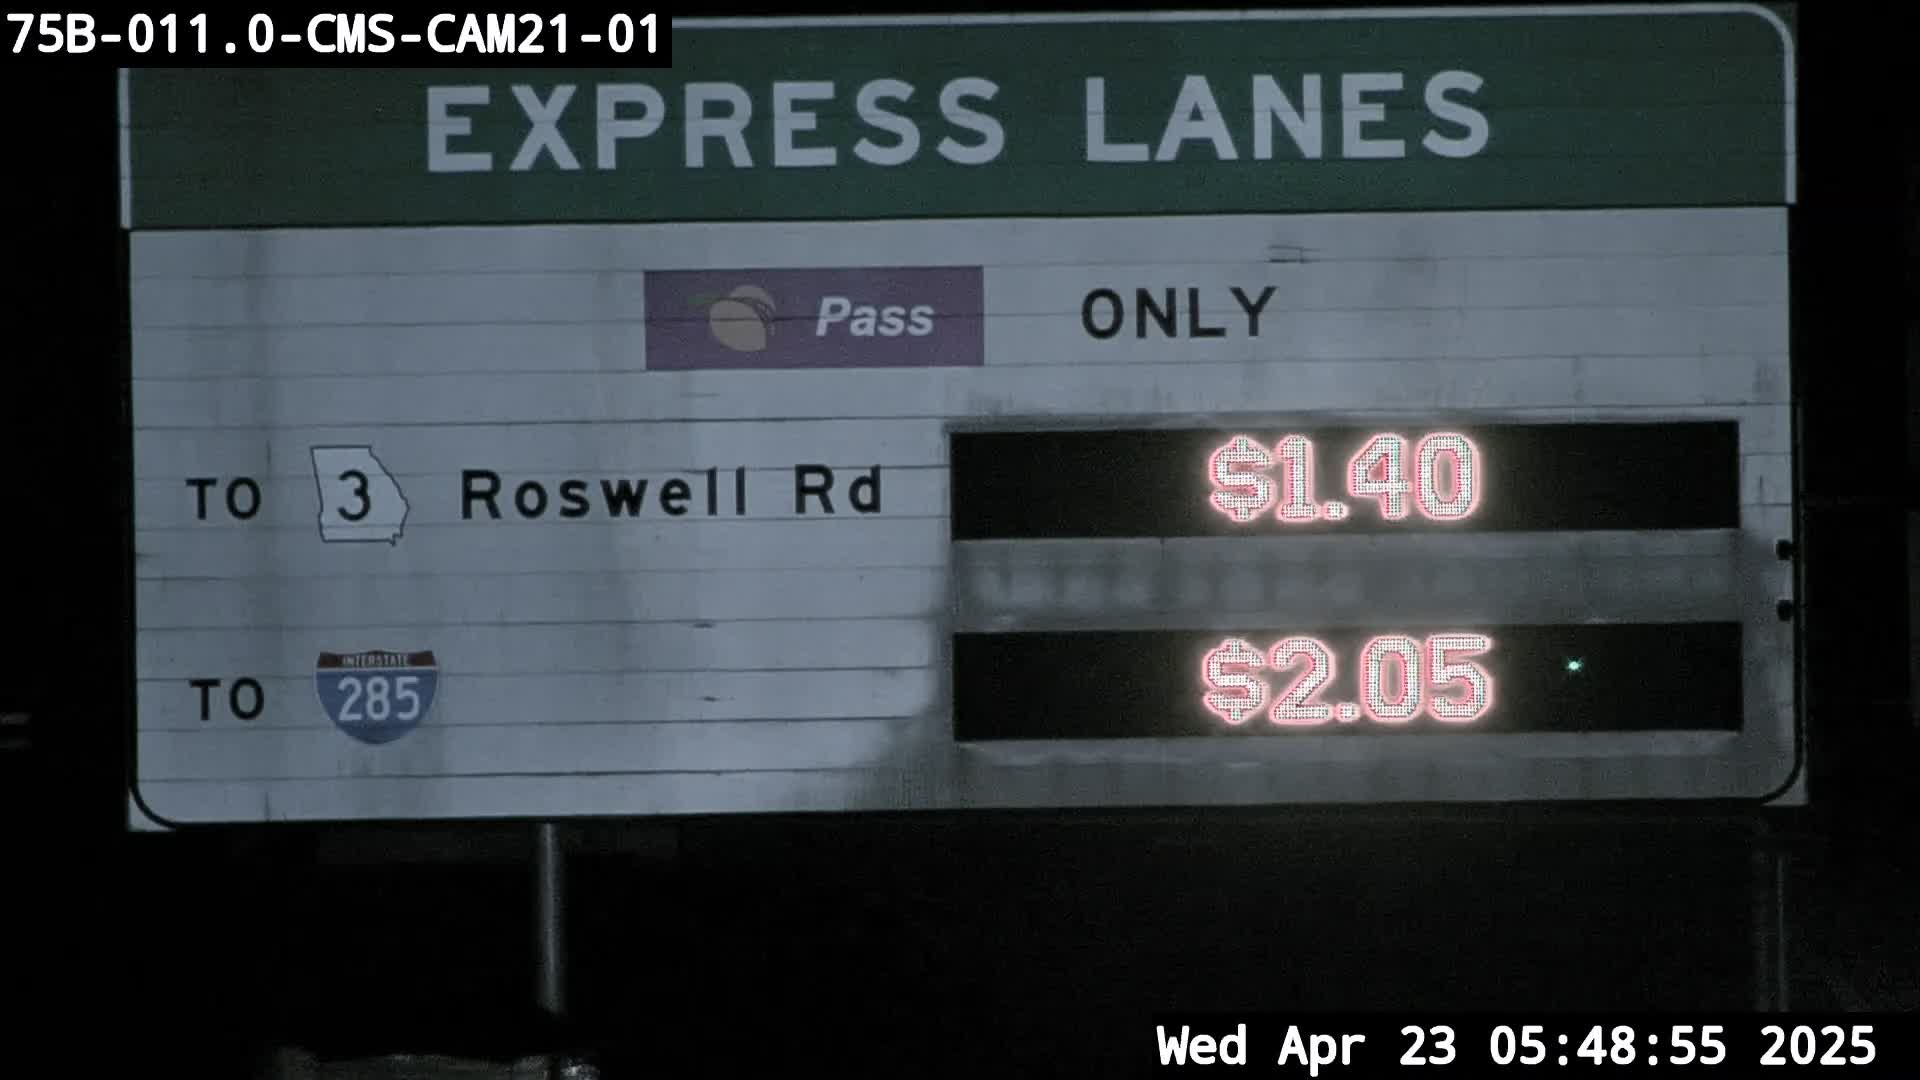 75B-011.0-CMS-CAM21-01
EXPRESS LANES
Pass ONLY
TO 3 Roswell Rd $1.40
TO INTERSTATE 285 $2.05
Wed Apr 23 05:48:55 2025